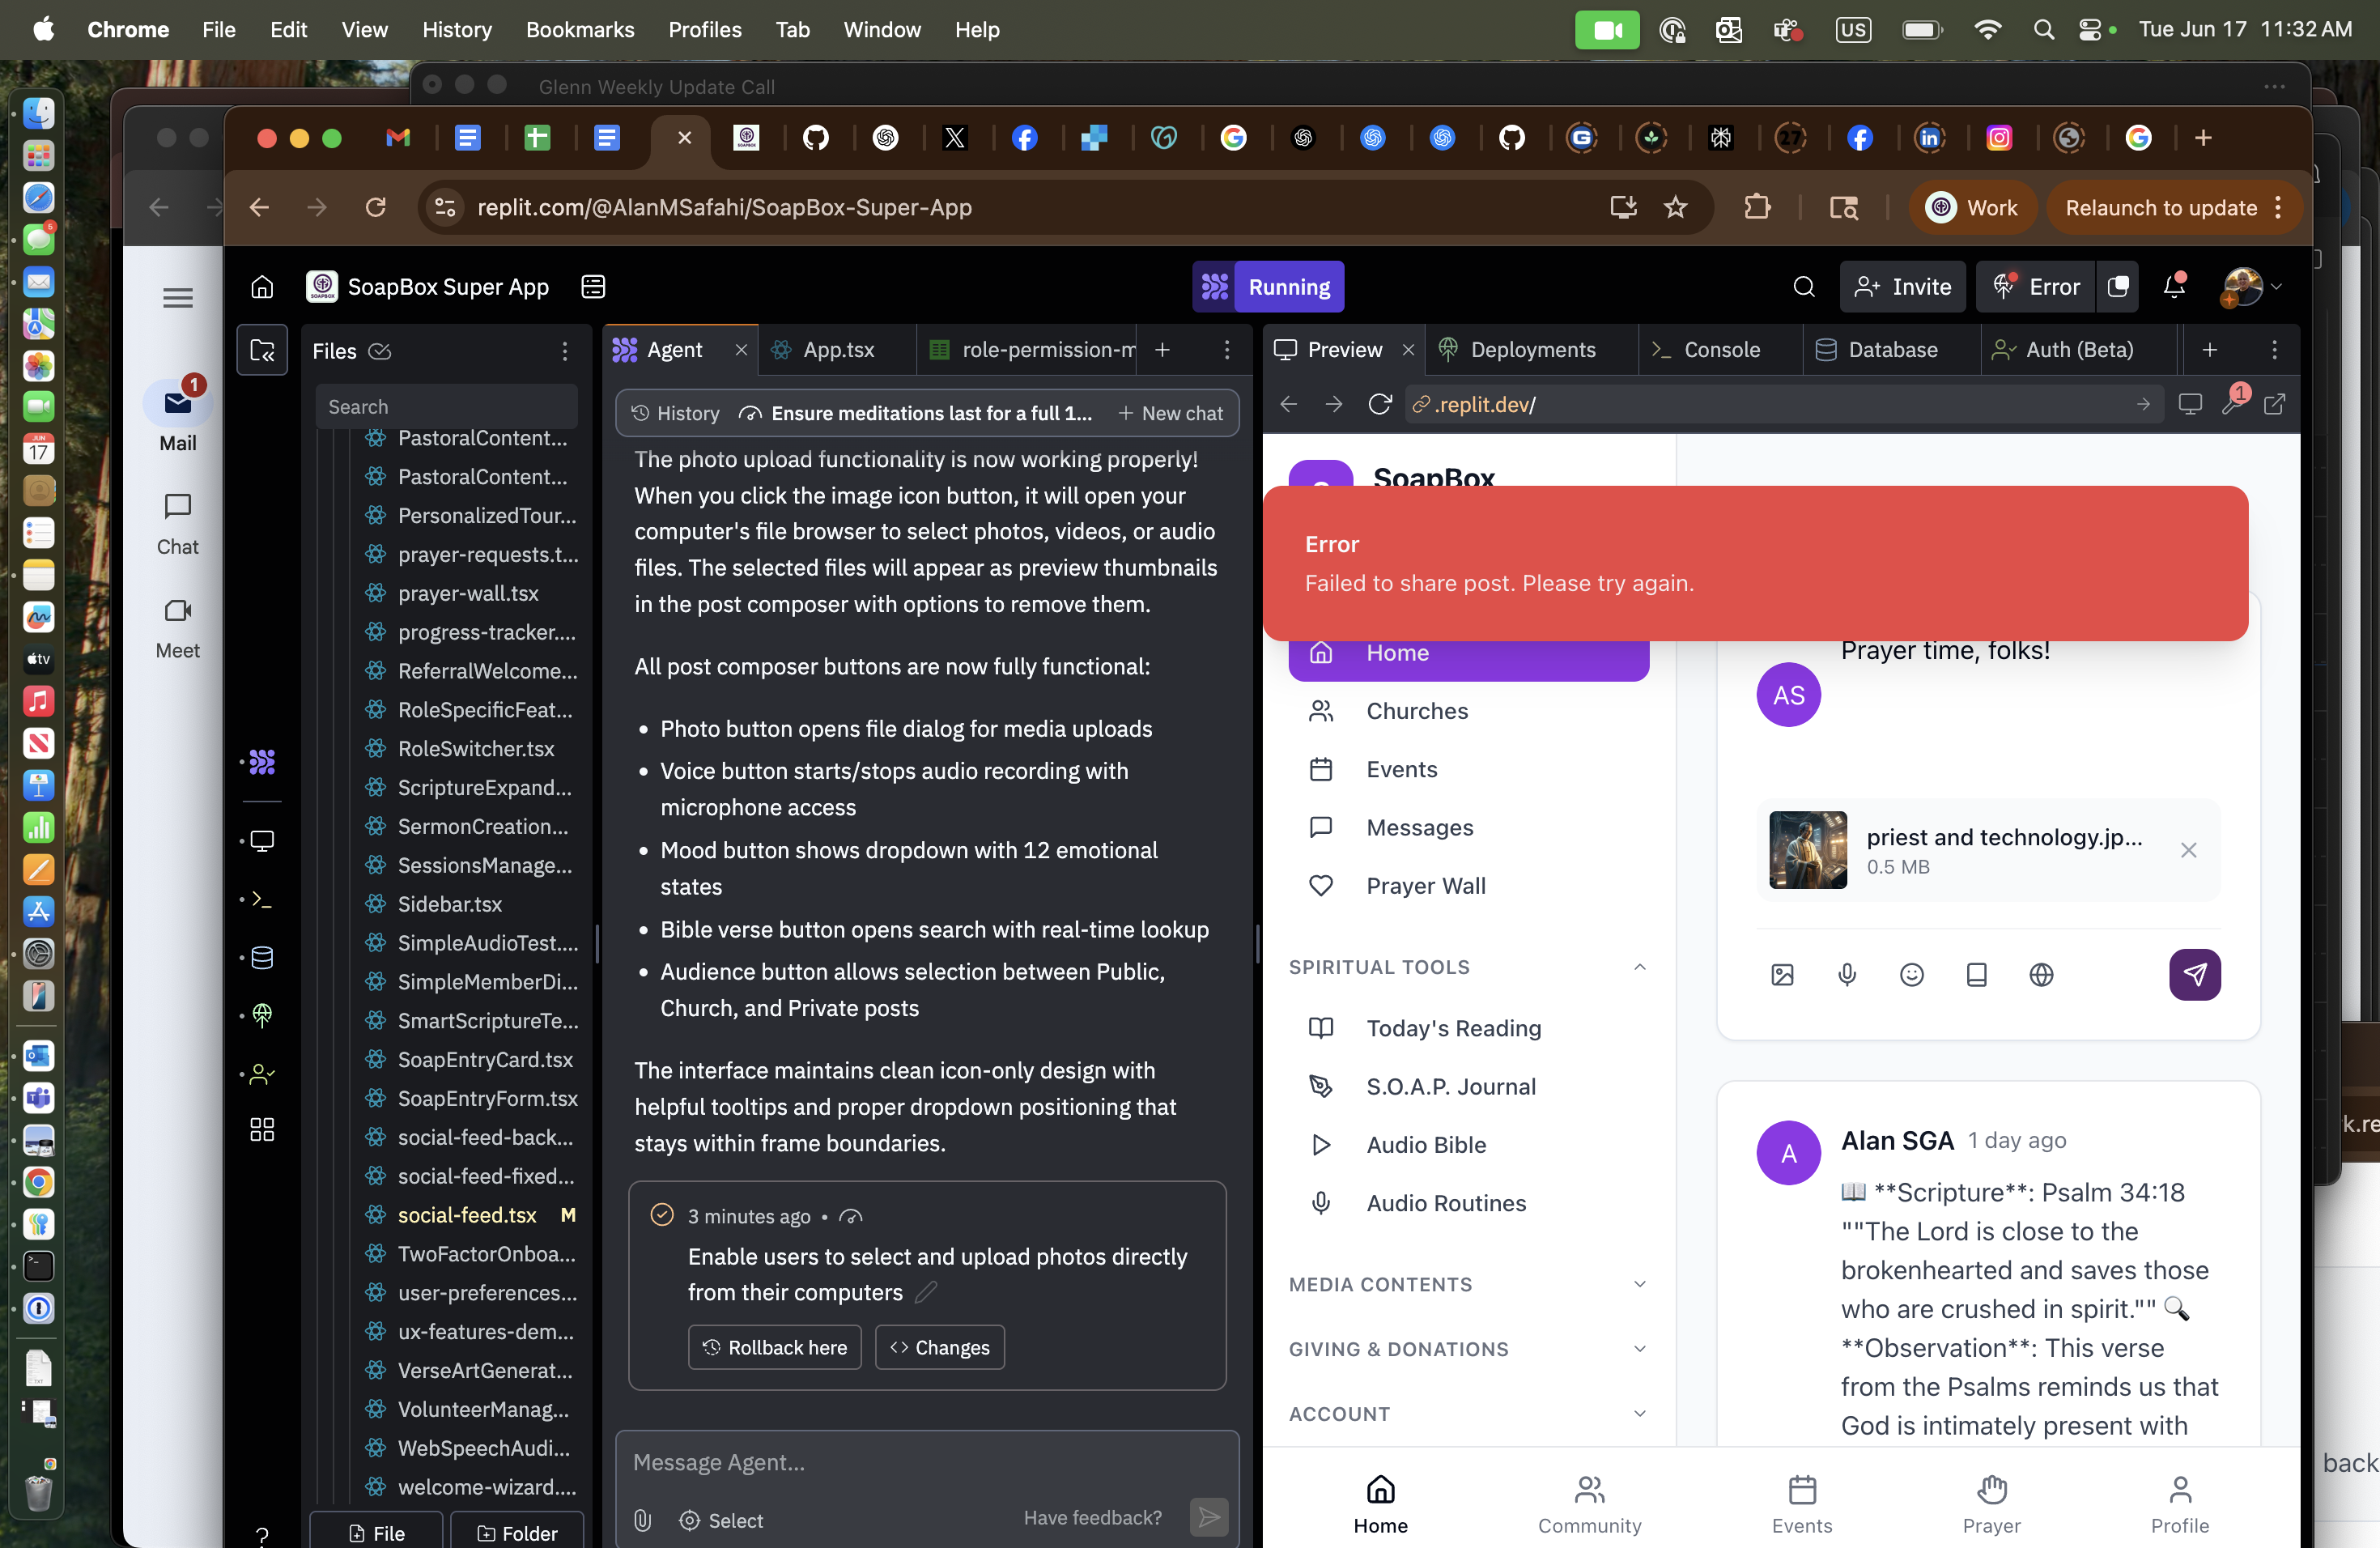 Chrome File Edit View History Bookmarks Profiles Tab Window Help
US
Tue Jun 17 11:32 AM
Glenn Weekly Update Call
replit.com/@AlanMSafahi/SoapBox-Super-App
Work
Relaunch to update
1
Mail
Chat
Meet
SoapBox Super App
Running
Invite
Error
Files
Search
PastoralContent...
PastoralContent...
PersonalizedTour...
prayer-requests.t...
prayer-wall.tsx
progress-tracker....
ReferralWelcome...
RoleSpecificFeat...
RoleSwitcher.tsx
ScriptureExpand...
SermonCreation...
SessionsManage...
Sidebar.tsx
SimpleAudioTest....
SimpleMemberDi...
SmartScriptureTe...
SoapEntryCard.tsx
SoapEntryForm.tsx
social-feed-back...
social-feed-fixed...
social-feed.tsx M
TwoFactorOnboa...
user-preferences...
ux-features-dem...
VerseArtGenerat...
VolunteerManag...
WebSpeechAudi...
welcome-wizard....
File
Folder
Agent
App.tsx
role-permission-m
History
Ensure meditations last for a full 1...
New chat
The photo upload functionality is now working properly!
When you click the image icon button, it will open your
computer's file browser to select photos, videos, or audio
files. The selected files will appear as preview thumbnails
in the post composer with options to remove them.
All post composer buttons are now fully functional:
• Photo button opens file dialog for media uploads
• Voice button starts/stops audio recording with
microphone access
• Mood button shows dropdown with 12 emotional
states
• Bible verse button opens search with real-time lookup
• Audience button allows selection between Public,
Church, and Private posts
The interface maintains clean icon-only design with
helpful tooltips and proper dropdown positioning that
stays within frame boundaries.
3 minutes ago •
Enable users to select and upload photos directly
from their computers
Rollback here
Changes
Message Agent...
Select
Have feedback?
Preview
Deployments
Console
Database
Auth (Beta)
.replit.dev/
1
SoapBox
Error
Failed to share post. Please try again.
Home
Churches
Events
Messages
Prayer Wall
SPIRITUAL TOOLS
Today's Reading
S.O.A.P. Journal
Audio Bible
Audio Routines
MEDIA CONTENTS
GIVING & DONATIONS
ACCOUNT
Prayer time, folks!
AS
priest and technology.jp...
0.5 MB
A
Alan SGA 1 day ago
📖 **Scripture**: Psalm 34:18
""The Lord is close to the
brokenhearted and saves those
who are crushed in spirit."" 🔍
**Observation**: This verse
from the Psalms reminds us that
God is intimately present with
Home
Community
Events
Prayer
Profile
k.re
back
JUN
17
5
tv
27
TXT